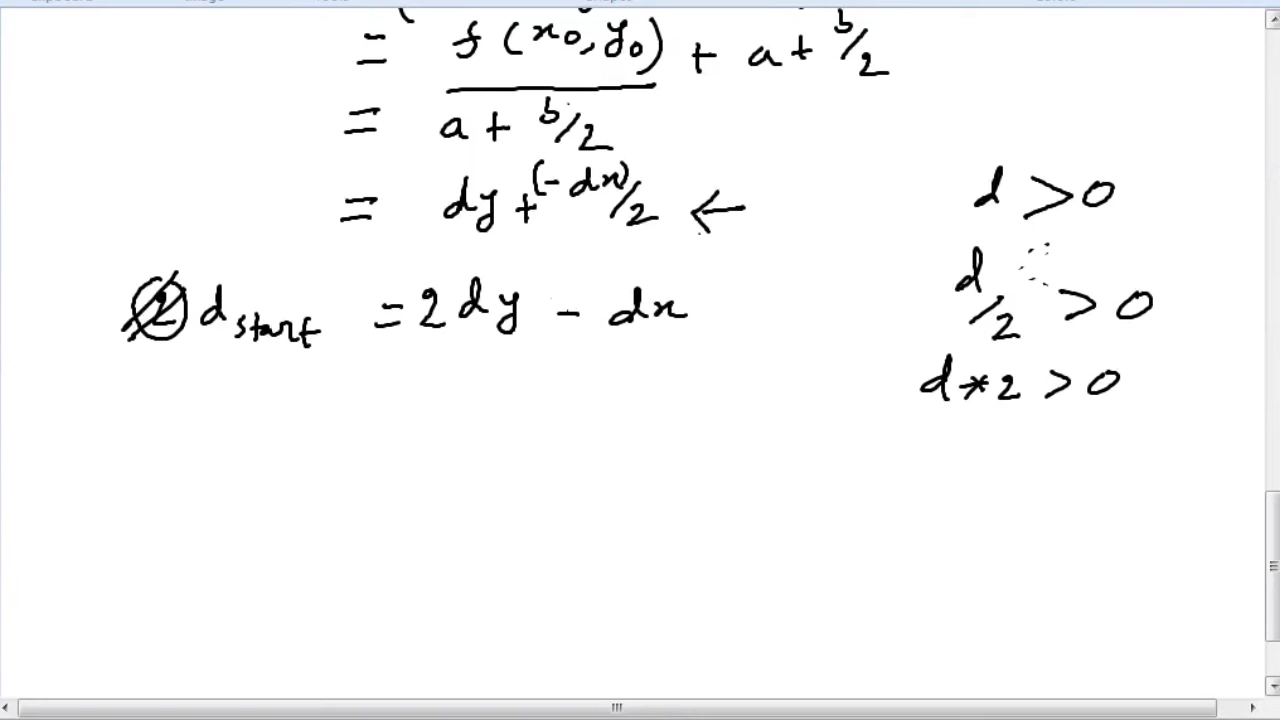 = f(x0, y0) + a + b/2
= a + b/2
= dy + (-dx)/2 ←
d > 0
d/2 > 0
2 dstart = 2dy - dx
d * 2 > 0